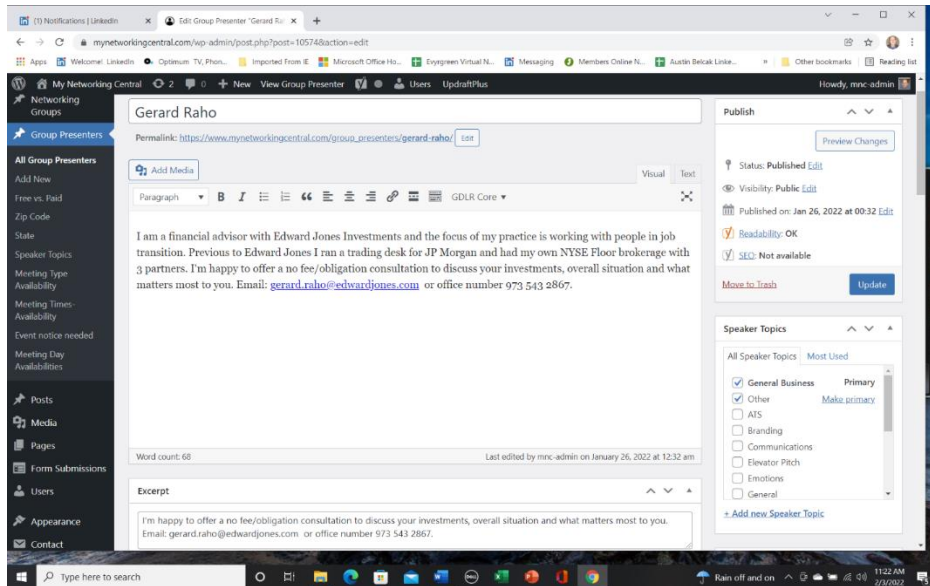 (1) Notifications | LinkedIn
Edit Group Presenter "Gerard Ra
mynetworkingcentral.com/wp-admin/post.php?post=10574&action=edit
Apps Welcome! LinkedIn Optimum TV, Phon... Imported From IE Microsoft Office Ho... Evyrgreen Virtual N... Messaging Members Online N... Austin Belcak Linke... » Other bookmarks Reading list
My Networking Central 2 0 + New View Group Presenter Users UpdraftPlus Howdy, mnc-admin
Networking
Groups
Group Presenters
All Group Presenters
Add New
Free vs. Paid
Zip Code
State
Speaker Topics
Meeting Type
Availability
Meeting Times-
Availability
Event notice needed
Meeting Day
Availabilities
Posts
Media
Pages
Form Submissions
Users
Appearance
Contact
Gerard Raho
Permalink: https://www.mynetworkingcentral.com/group_presenters/gerard-raho/ Edit
Add Media
Visual Text
Paragraph B I GDLR Core
I am a financial advisor with Edward Jones Investments and the focus of my practice is working with people in job
transition. Previous to Edward Jones I ran a trading desk for JP Morgan and had my own NYSE Floor brokerage with
3 partners. I'm happy to offer a no fee/obligation consultation to discuss your investments, overall situation and what
matters most to you. Email: gerard.raho@edwardjones.com or office number 973 543 2867.
Word count: 68 Last edited by mnc-admin on January 26, 2022 at 12:32 am
Excerpt
I'm happy to offer a no fee/obligation consultation to discuss your investments, overall situation and what matters most to you.
Email: gerard.raho@edwardjones.com or office number 973 543 2867.
Publish
Preview Changes
Status: Published Edit
Visibility: Public Edit
Published on: Jan 26, 2022 at 00:32 Edit
Readability: OK
SEO: Not available
Move to Trash Update
Speaker Topics
All Speaker Topics Most Used
General Business Primary
Other Make primary
ATS
Branding
Communications
Elevator Pitch
Emotions
General
+ Add new Speaker Topic
Type here to search
Rain off and on
11:22 AM
2/3/2022